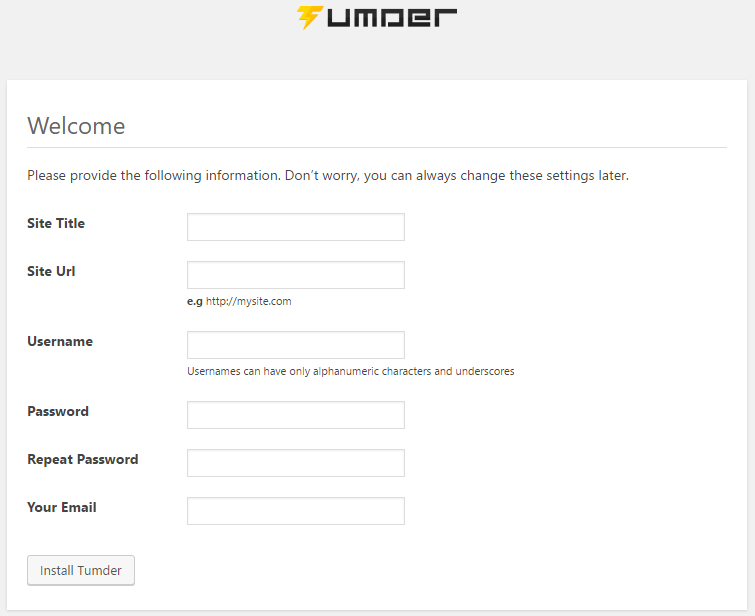 Tumder
Welcome
Please provide the following information. Don't worry, you can always change these settings later.
Site Title
Site Url
e.g http://mysite.com
Username
Usernames can have only alphanumeric characters and underscores
Password
Repeat Password
Your Email
Install Tumder